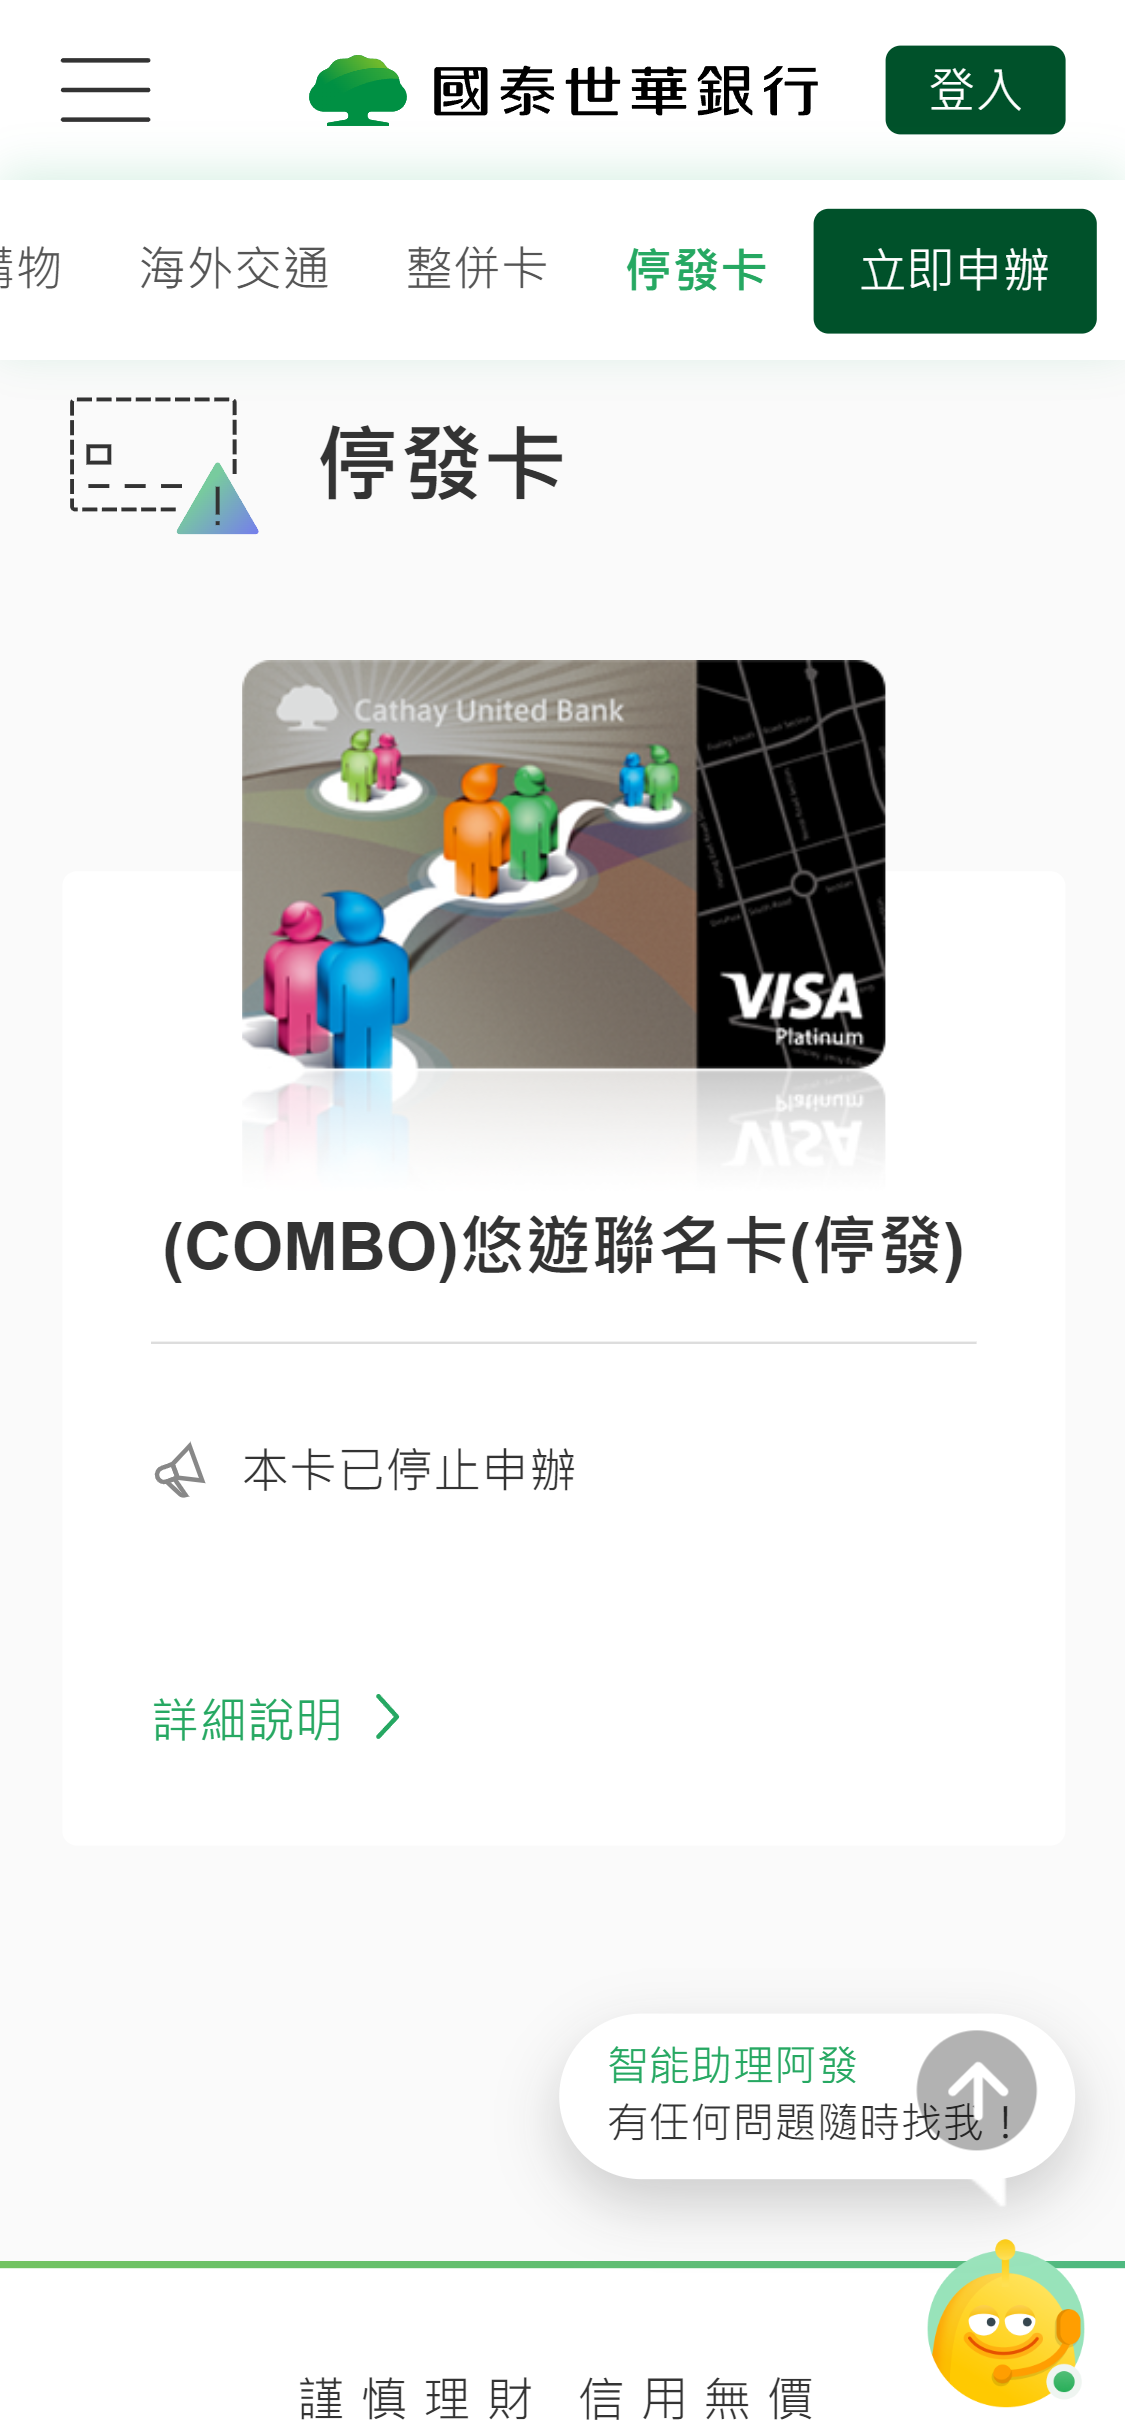 國泰世華銀行
登入
購物 海外交通 整併卡 停發卡 立即申辦
停發卡
Cathay United Bank
VISA
Platinum
(COMBO)悠遊聯名卡(停發)
本卡已停止申辦
詳細說明
智能助理阿發
有任何問題隨時找我！
謹慎理財 信用無價